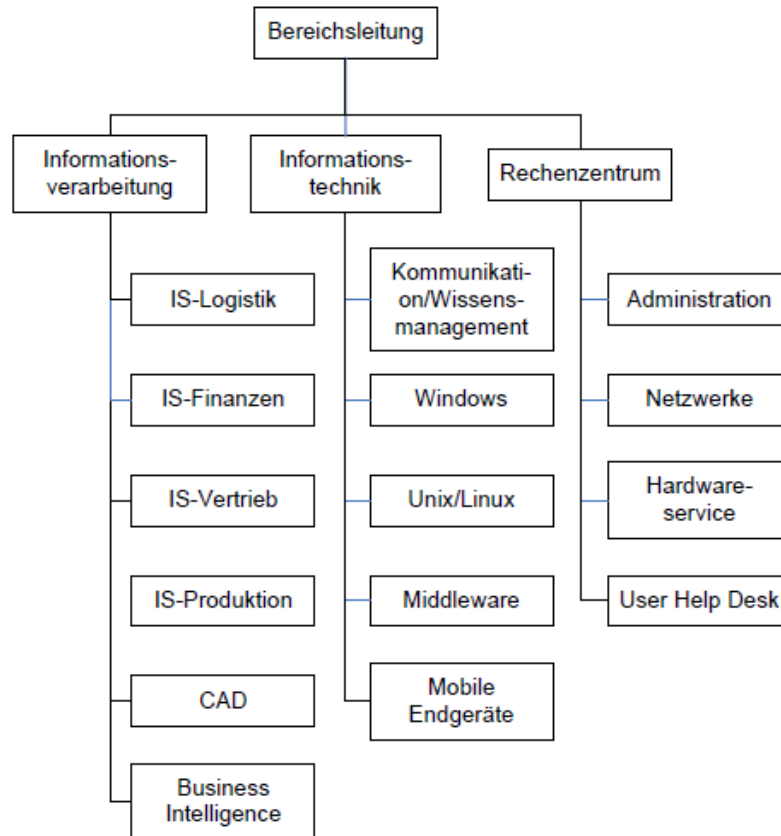 Bereichsleitung
Informations-
verarbeitung
Informations-
technik
Rechenzentrum
IS-Logistik
IS-Finanzen
IS-Vertrieb
IS-Produktion
CAD
Business
Intelligence
Kommunikati-
on/Wissens-
management
Windows
Unix/Linux
Middleware
Mobile
Endgeräte
Administration
Netzwerke
Hardware-
service
User Help Desk